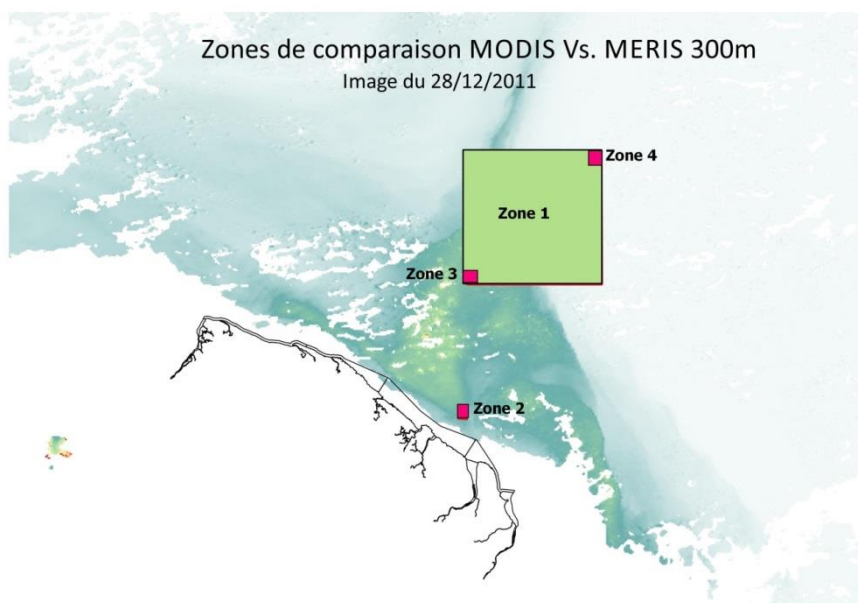 Zones de comparaison MODIS Vs. MERIS 300m
Image du 28/12/2011
Zone 4
Zone 1
Zone 3
Zone 2